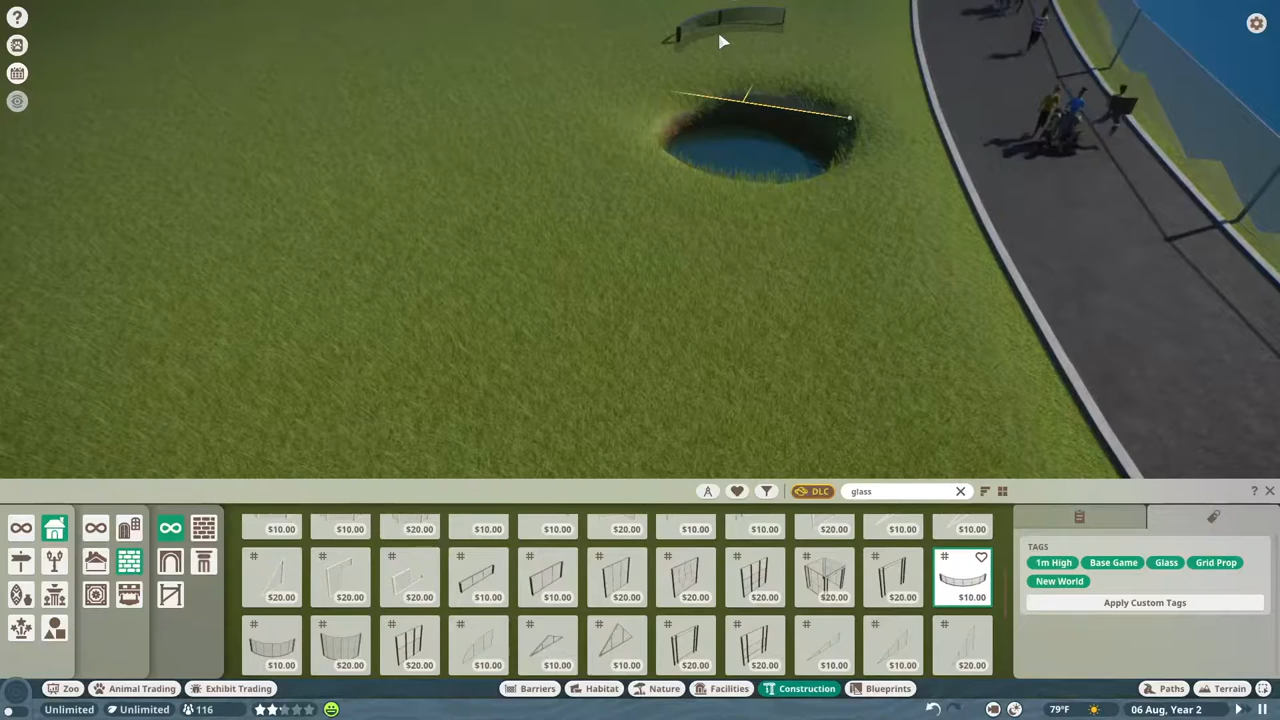 ?
DLC
glass
? ×
$10.00 $10.00 $10.00 $10.00 $10.00 $20.00 $10.00 $10.00 $20.00 $10.00 $10.00
TAGS
1m High Base Game Glass Grid Prop
New World
Apply Custom Tags
$20.00 $20.00 $20.00 $10.00 $10.00 $20.00 $20.00 $20.00 $20.00 $20.00 $10.00
$10.00 $20.00 $20.00 $10.00 $10.00 $10.00 $20.00 $20.00 $10.00 $10.00 $20.00
Zoo Animal Trading Exhibit Trading Barriers Habitat Nature Facilities Construction Blueprints Paths Terrain
Unlimited Unlimited 116 79°F 06 Aug, Year 2